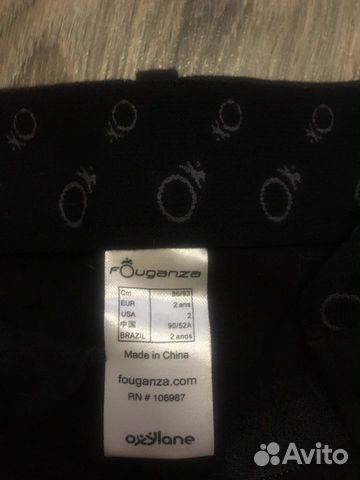 fouganza
Cm 86/93
EUR 2 ans
USA 2
中国 90/52A
BRAZIL 2 anos
Made in China
fouganza.com
RN # 106987
oxylane
Avito